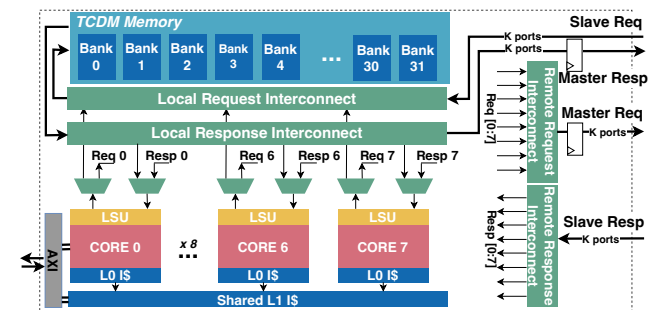 TCDM Memory
Slave Req
K ports
K ports
Bank 0
Bank 1
Bank 2
Bank 3
Bank 4
...
Bank 30
Bank 31
Master Resp
Local Request Interconnect
Local Response Interconnect
Master Req
K ports
Remote Request Interconnect
Req [0:7]
Req 0
Resp 0
Req 6
Resp 6
Req 7
Resp 7
LSU
LSU
LSU
CORE 0
x 8
...
CORE 6
CORE 7
L0 I$
L0 I$
L0 I$
AXI
Shared L1 I$
Slave Resp
K ports
Remote Response Interconnect
Resp [0:7]